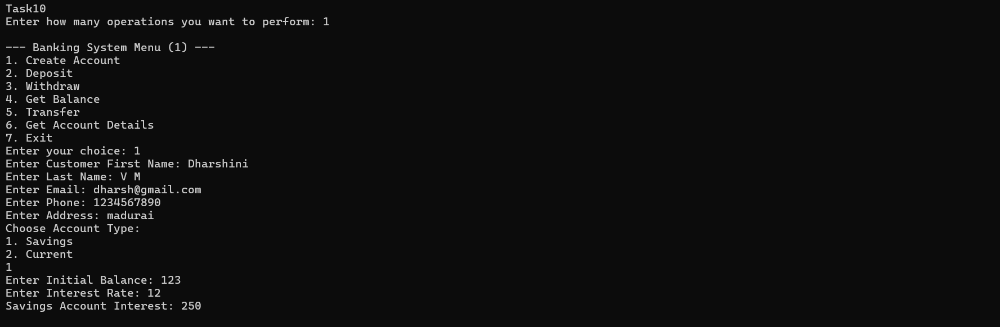 Task10
Enter how many operations you want to perform: 1
--- Banking System Menu (1) ---
1. Create Account
2. Deposit
3. Withdraw
4. Get Balance
5. Transfer
6. Get Account Details
7. Exit
Enter your choice: 1
Enter Customer First Name: Dharshini
Enter Last Name: V M
Enter Email: dharsh@gmail.com
Enter Phone: 1234567890
Enter Address: madurai
Choose Account Type:
1. Savings
2. Current
1
Enter Initial Balance: 123
Enter Interest Rate: 12
Savings Account Interest: 250